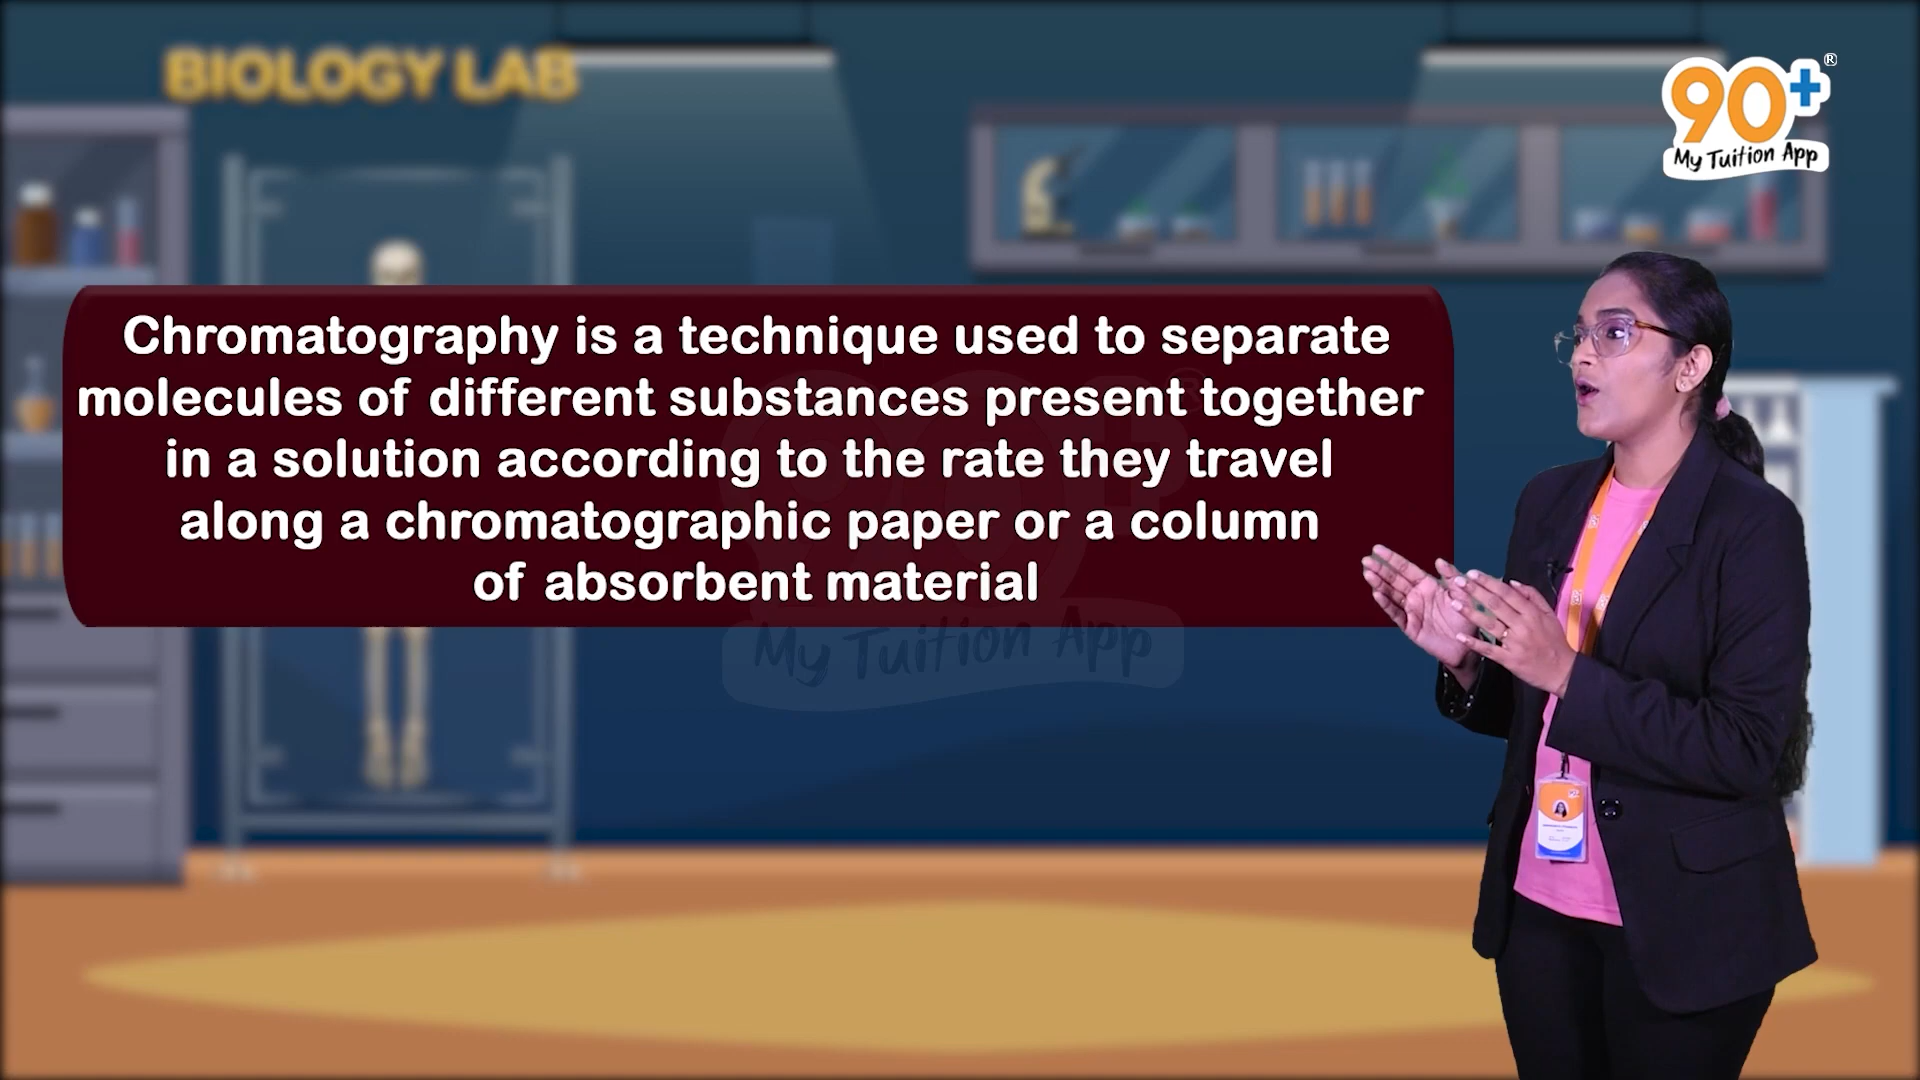 BIOLOGY LAB
90+®
My Tuition App
Chromatography is a technique used to separate
molecules of different substances present together
in a solution according to the rate they travel
along a chromatographic paper or a column
of absorbent material
90+®
My Tuition App